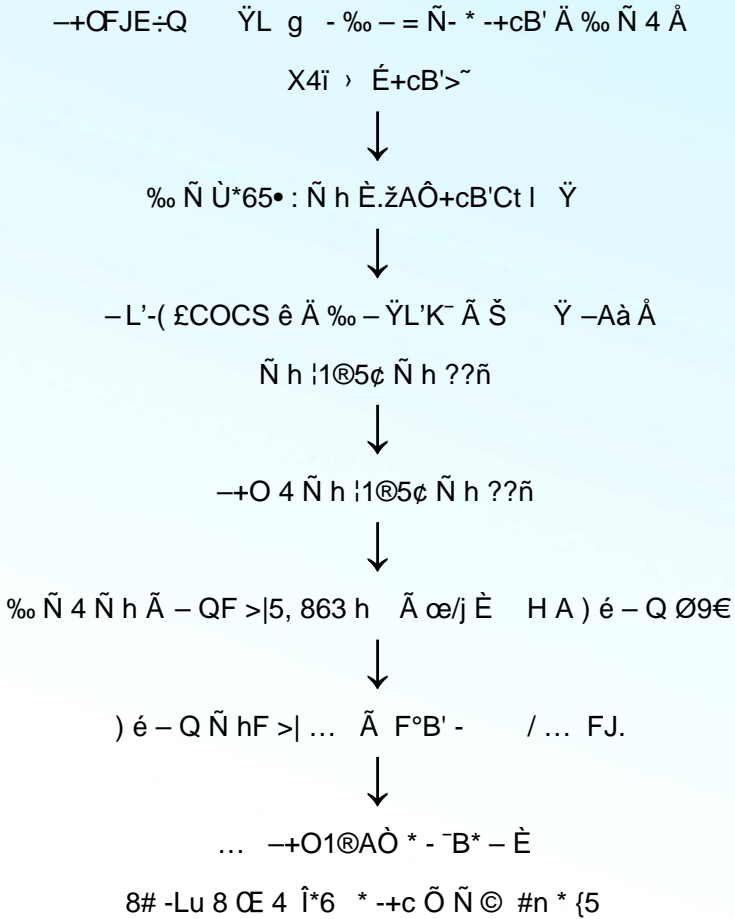 –+ŒFJE÷Q ŸL g - ‰ – = Ñ- * -+cB' Ä ‰ Ñ 4 Å
X4ï › É+cB'>˜
↓
‰ Ñ Ù*65• : Ñ h È.žAÔ+cB'Ct l Ÿ
↓
– L'-( £COCS ê Ä ‰ – ŸL'K¯ Ã Š Ÿ –Aà Å
Ñ h ¦1®5¢ Ñ h ??ñ
↓
–+O 4 Ñ h ¦1®5¢ Ñ h ??ñ
↓
‰ Ñ 4 Ñ h Ã – QF >|5, 863 h Ã œ/j È H A ) é – Q Ø9€
↓
) é – Q Ñ hF >| … Ã F°B' - / … FJ.
↓
… –+O1®AÒ * - ¯B* – È
8# -Lu 8 Œ 4 Î*6 * -+c Õ Ñ © #n * {5